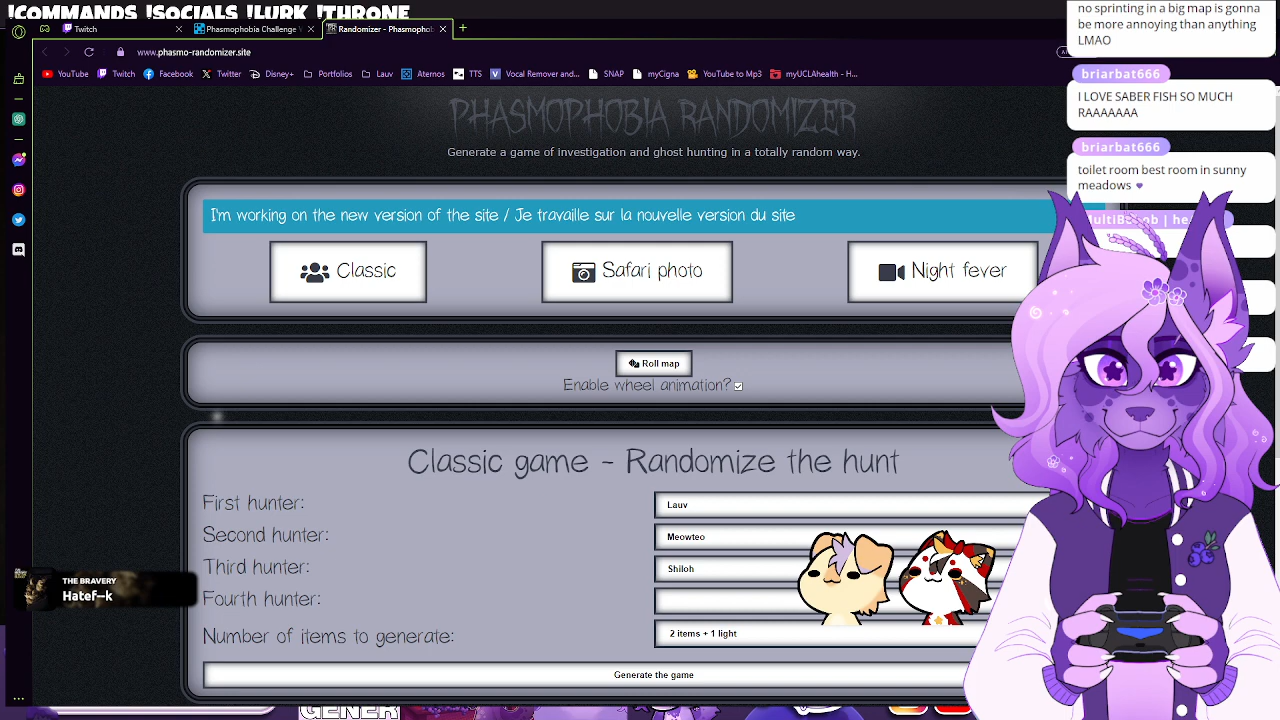 !COMMANDS !SOCIALS !LURK !THRONE
Twitch
Phasmophobia Challenge W
Randomizer - Phasmophob
www.phasmo-randomizer.site
YouTube
Twitch
Facebook
Twitter
Disney+
Portfolios
Lauv
Aternos
TTS
Vocal Remover and...
SNAP
myCigna
YouTube to Mp3
myUCLAhealth - H...
PHASMOPHOBIA RANDOMIZER
Generate a game of investigation and ghost hunting in a totally random way.
I'm working on the new version of the site / Je travaille sur la nouvelle version du site
Classic
Safari photo
Night fever
Roll map
Enable wheel animation?
Classic game - Randomize the hunt
First hunter:
Lauv
Second hunter:
Meowteo
Third hunter:
Shiloh
Fourth hunter:
Number of items to generate:
2 items + 1 light
Generate the game
THE BRAVERY
Hatef--k
no sprinting in a big map is gonna
be more annoying than anything
LMAO
briarbat666
I LOVE SABER FISH SO MUCH
RAAAAAAA
briarbat666
toilet room best room in sunny
meadows
GENER